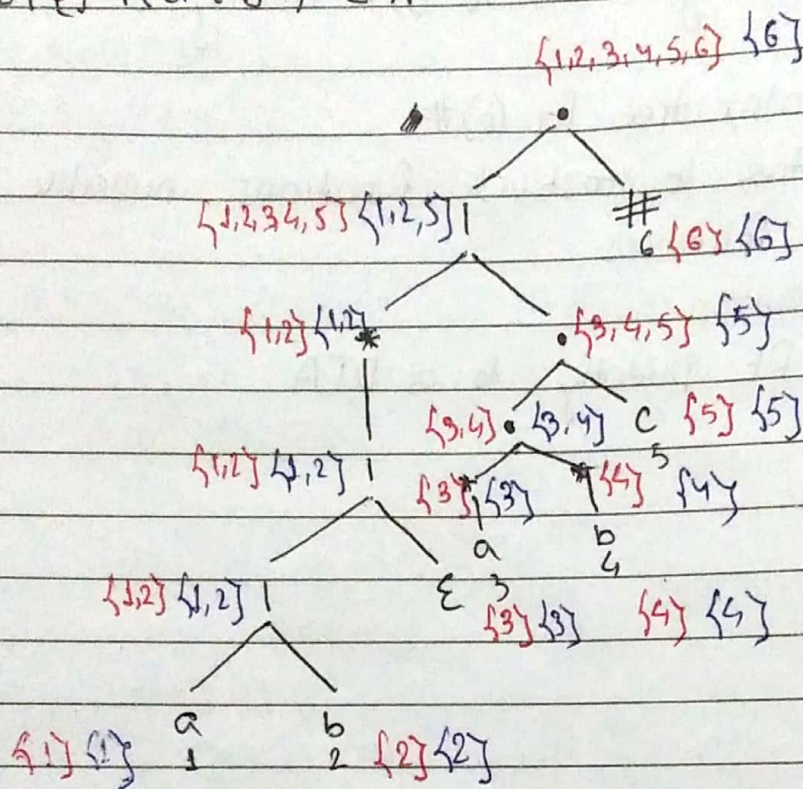 {1,2,3,4,5,6} {6}
•
{1,2,3,4,5} {1,2,5} | #
6 {6} {6}
{1,2} {1,2} * • {3,4,5} {5}
{3,4} • {3,4} c {5} {5}
5
{1,2} {1,2} | {3} * {3} * {4} {4}
a b
4
{1,2} {1,2} | ε 3
{3} {3} {4} {4}
a b
{1} {1} 1 2 {2} {2}